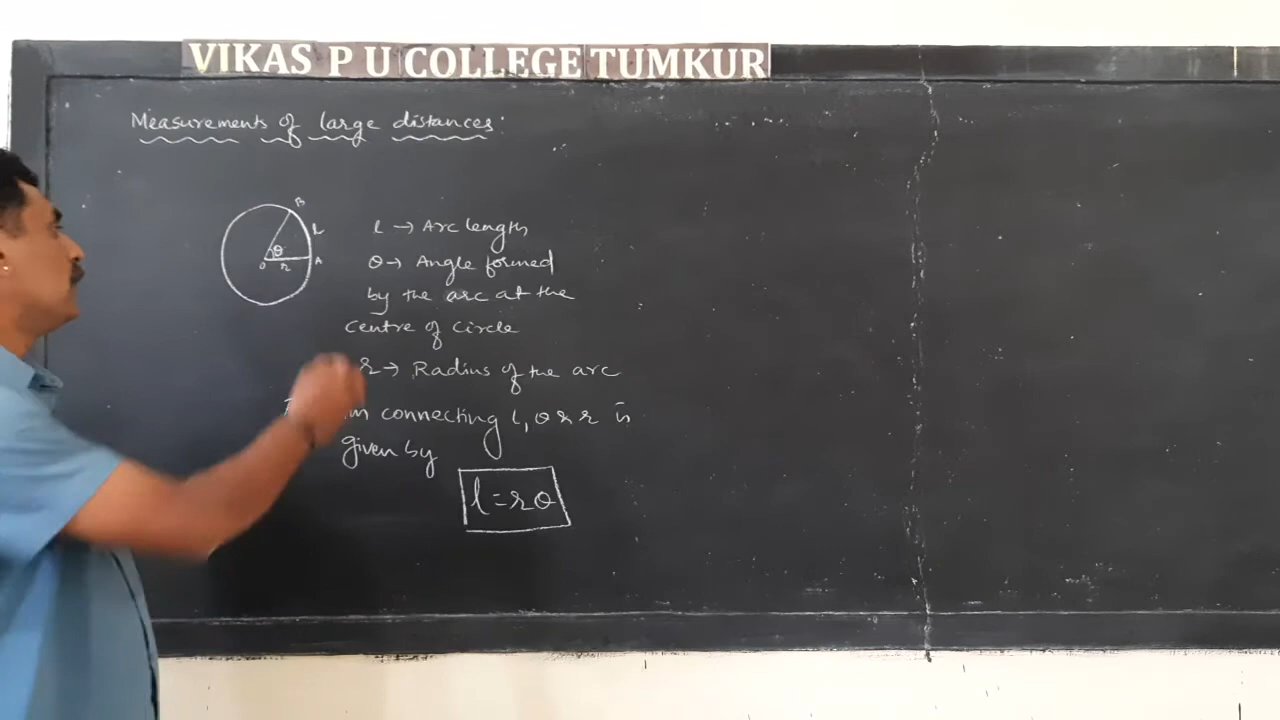 VIKAS P U COLLEGE TUMKUR
Measurements of large distances:
B
l
θ
O r A
l → Arc length
θ → Angle formed
by the arc at the
centre of circle
r → Radius of the arc
connecting l, θ & r is
given by
l = rθ